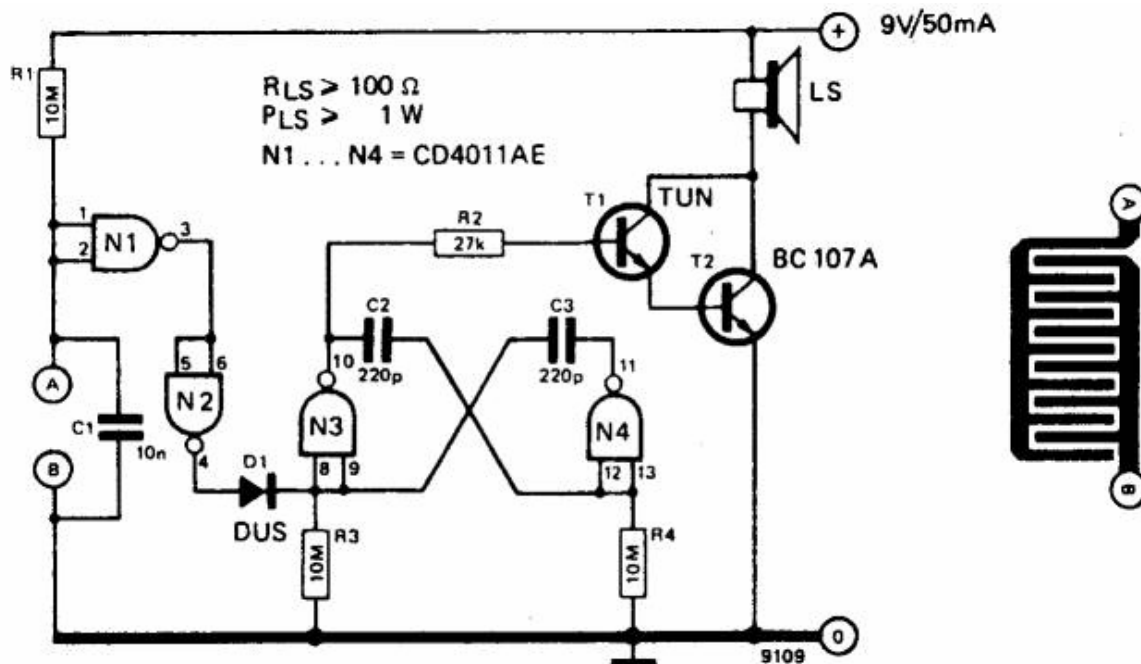 9V/50mA
+
R1
10M
RLS ⩾ 100 Ω
PLS ⩾ 1 W
N1 . . . N4 = CD4011AE
LS
T1
TUN
R2
27k
1
2
3
N1
T2
BC 107A
A
C2
C3
5
6
10
220p
220p
11
A
N2
N3
N4
C1
10n
B
4
D1
8
9
12
13
DUS
R3
10M
R4
10M
B
9109
0